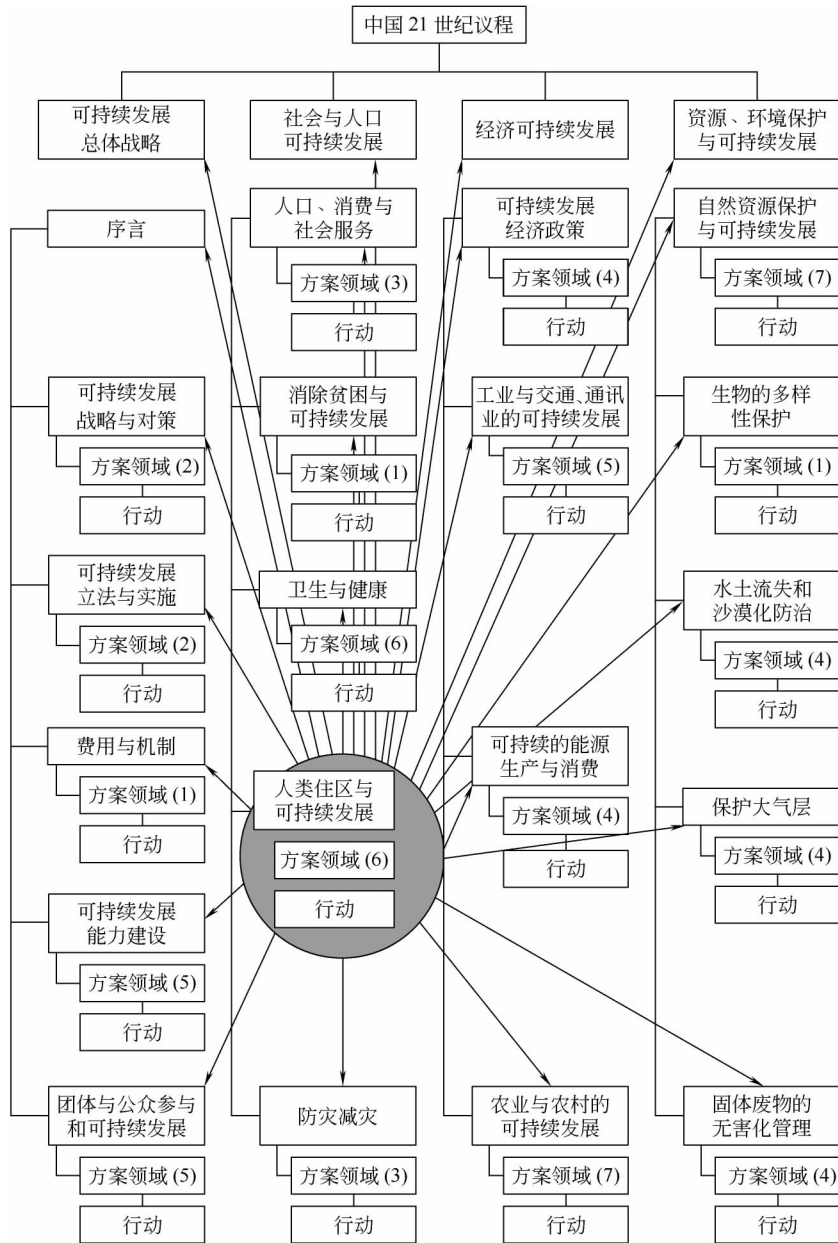 中国 21 世纪议程
可持续发展
总体战略
序言
可持续发展
战略与对策
方案领域 (2)
行动
可持续发展
立法与实施
方案领域 (2)
行动
费用与机制
方案领域 (1)
行动
可持续发展
能力建设
方案领域 (5)
行动
团体与公众参与
和可持续发展
方案领域 (5)
行动
社会与人口
可持续发展
人口、消费与
社会服务
方案领域 (3)
行动
消除贫困与
可持续发展
方案领域 (1)
行动
卫生与健康
方案领域 (6)
行动
人类住区与
可持续发展
方案领域 (6)
行动
防灾减灾
方案领域 (3)
行动
经济可持续发展
可持续发展
经济政策
方案领域 (4)
行动
工业与交通、通讯
业的可持续发展
方案领域 (5)
行动
可持续的能源
生产与消费
方案领域 (4)
行动
农业与农村的
可持续发展
方案领域 (7)
行动
资源、环境保护
与可持续发展
自然资源保护
与可持续发展
方案领域 (7)
行动
生物的多样
性保护
方案领域 (1)
行动
水土流失和
沙漠化防治
方案领域 (4)
行动
保护大气层
方案领域 (4)
行动
固体废物的
无害化管理
方案领域 (4)
行动